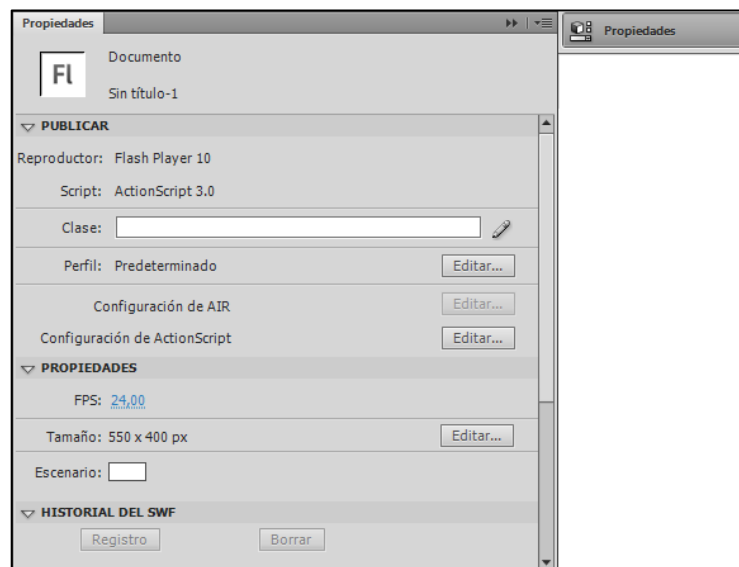 Propiedades
Propiedades
Fl
Documento
Sin título-1
PUBLICAR
Reproductor: Flash Player 10
Script: ActionScript 3.0
Clase:
Perfil: Predeterminado Editar...
Configuración de AIR Editar...
Configuración de ActionScript Editar...
PROPIEDADES
FPS: 24,00
Tamaño: 550 x 400 px Editar...
Escenario:
HISTORIAL DEL SWF
Registro Borrar